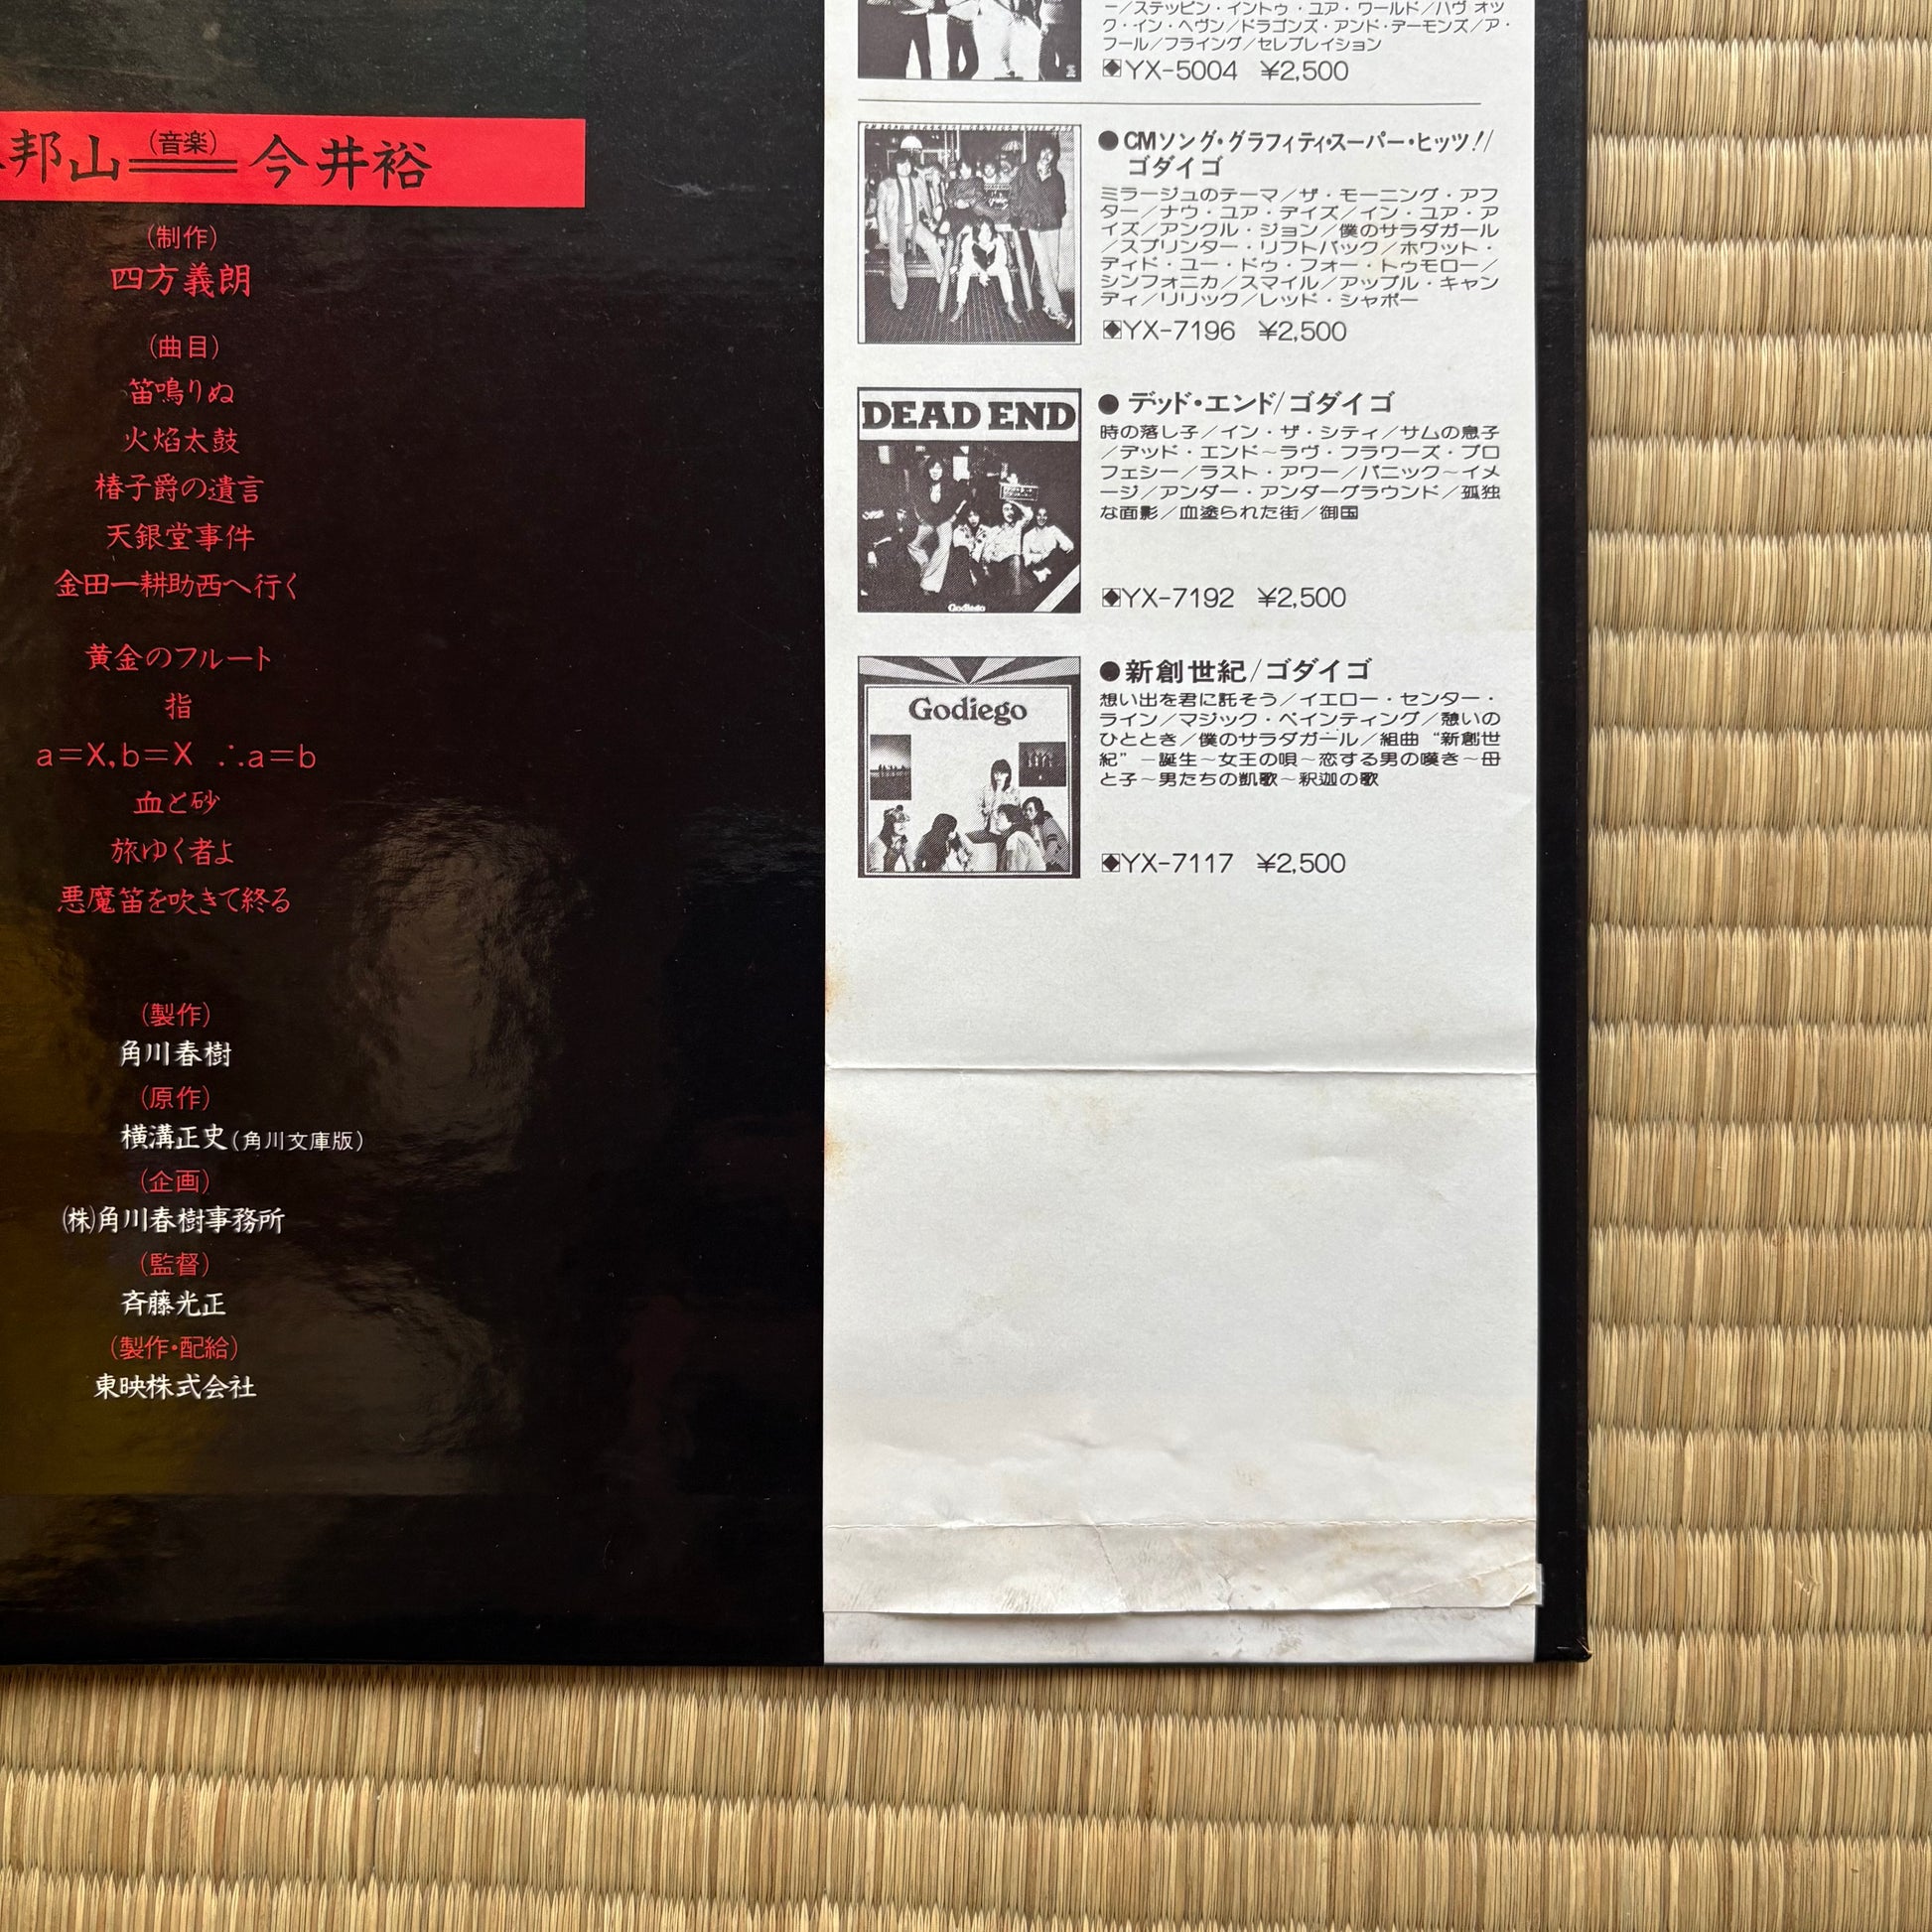 邦山
(音楽)
今井裕
(制作)
四方義朗
(曲目)
笛鳴りぬ
火焰太鼓
椿子爵の遺言
天銀堂事件
金田一耕助西へ行く
黄金のフルート
指
a=X,b=X ∴a=b
血と砂
旅ゆく者よ
悪魔笛を吹きて終る
(製作)
角川春樹
(原作)
横溝正史(角川文庫版)
(企画)
㈱角川春樹事務所
(監督)
斉藤光正
(製作・配給)
東映株式会社
ー/ステッピン・イントゥ・ユア・ワールド/ハヴ オッ
ク・イン・ヘヴン/ドラゴンズ・アンド・デーモンズ/ア・
フール/フライング/セレブレイション
YX-5004 ¥2,500
●CMソング・グラフィティ・スーパー・ヒッツ!/
ゴダイゴ
ミラージュのテーマ/ザ・モーニング・アフ
ター/ナウ・ユア・デイズ/イン・ユア・ア
イズ/アンクル・ジョン/僕のサラダガール
/スプリンター・リフトバック/ホワット・
ディド・ユー・ドゥ・フォー・トゥモロー/
シンフォニカ/スマイル/アップル・キャン
ディ/リリック/レッド・シャポー
YX-7196 ¥2,500
DEAD END
Godiego
●デッド・エンド/ゴダイゴ
時の落し子/イン・ザ・シティ/サムの息子
/デッド・エンド~ラヴ・フラワーズ・プロ
フェシー/ラスト・アワー/パニック~イメ
ージ/アンダー・アンダーグラウンド/孤独
な面影/血塗られた街/御国
YX-7192 ¥2,500
Godiego
●新創世紀/ゴダイゴ
想い出を君に託そう/イエロー・センター・
ライン/マジック・ペインティング/憩いの
ひととき/僕のサラダガール/組曲“新創世
紀”―誕生~女王の唄~恋する男の嘆き~母
と子~男たちの凱歌~釈迦の歌
YX-7117 ¥2,500